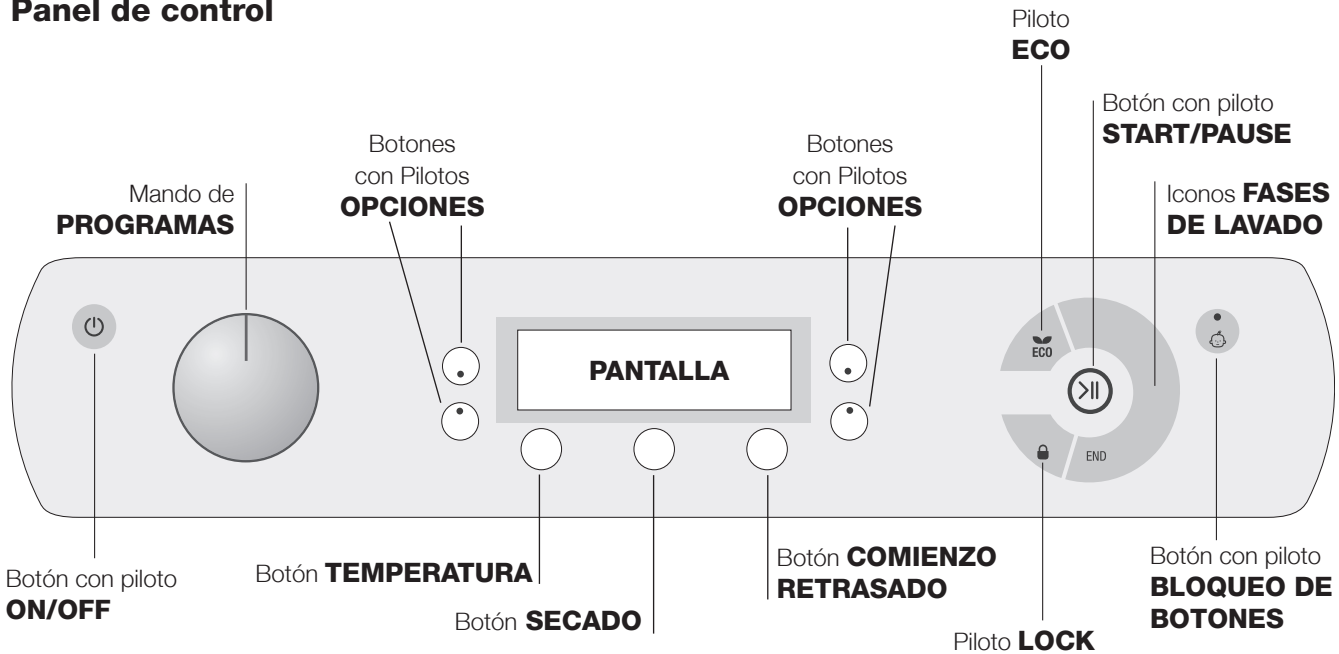 Panel de control
Piloto
ECO
Botón con piloto
START/PAUSE
Botones
con Pilotos
OPCIONES
Botones
con Pilotos
OPCIONES
Mando de
PROGRAMAS
Iconos FASES
DE LAVADO
PANTALLA
ECO
END
Botón con piloto
ON/OFF
Botón TEMPERATURA
Botón SECADO
Botón COMIENZO
RETRASADO
Piloto LOCK
Botón con piloto
BLOQUEO DE
BOTONES